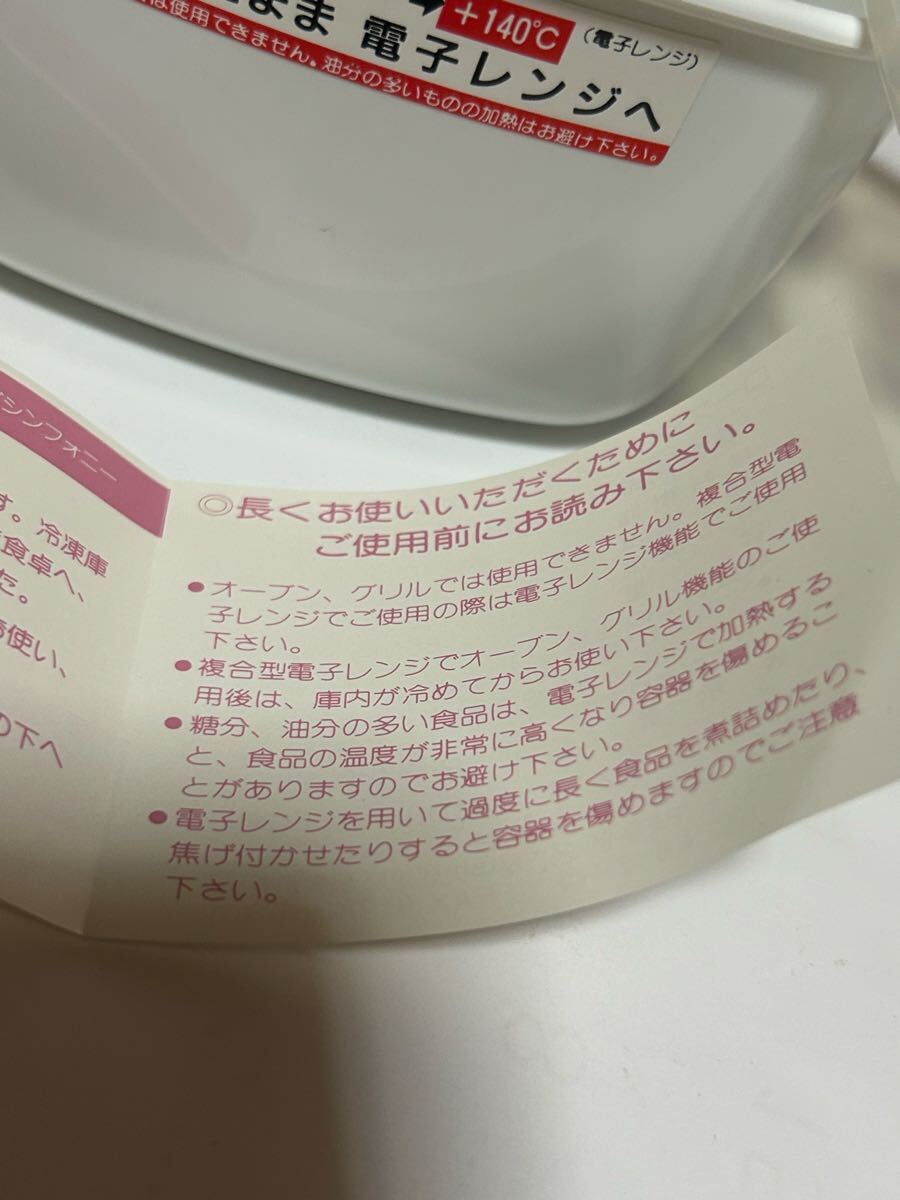 +140℃
(電子レンジ)
まま 電子レンジへ
は使用できません。油分の多いものの加熱はお避け下さい。
シンフォニー
す。冷凍庫
食卓へ、
た。
使い、
の下へ
◎長くお使いいただくために
ご使用前にお読み下さい。
●オーブン、グリルでは使用できません。複合型電
子レンジでご使用の際は電子レンジ機能でご使用
下さい。
●複合型電子レンジでオーブン、グリル機能のご使
用後は、庫内が冷めてからお使い下さい。
●糖分、油分の多い食品は、電子レンジで加熱する
と、食品の温度が非常に高くなり容器を傷めるこ
とがありますのでお避け下さい。
●電子レンジを用いて過度に長く食品を煮詰めたり、
焦げ付かせたりすると容器を傷めますのでご注意
下さい。